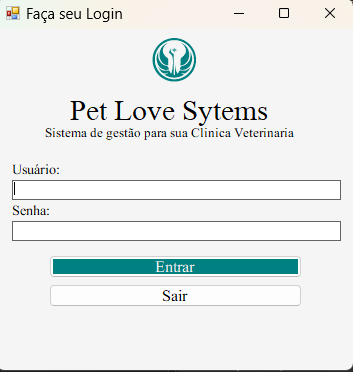 Faça seu Login
Pet Love Sytems
Sistema de gestão para sua Clinica Veterinaria
Usuário:
Senha:
Entrar
Sair